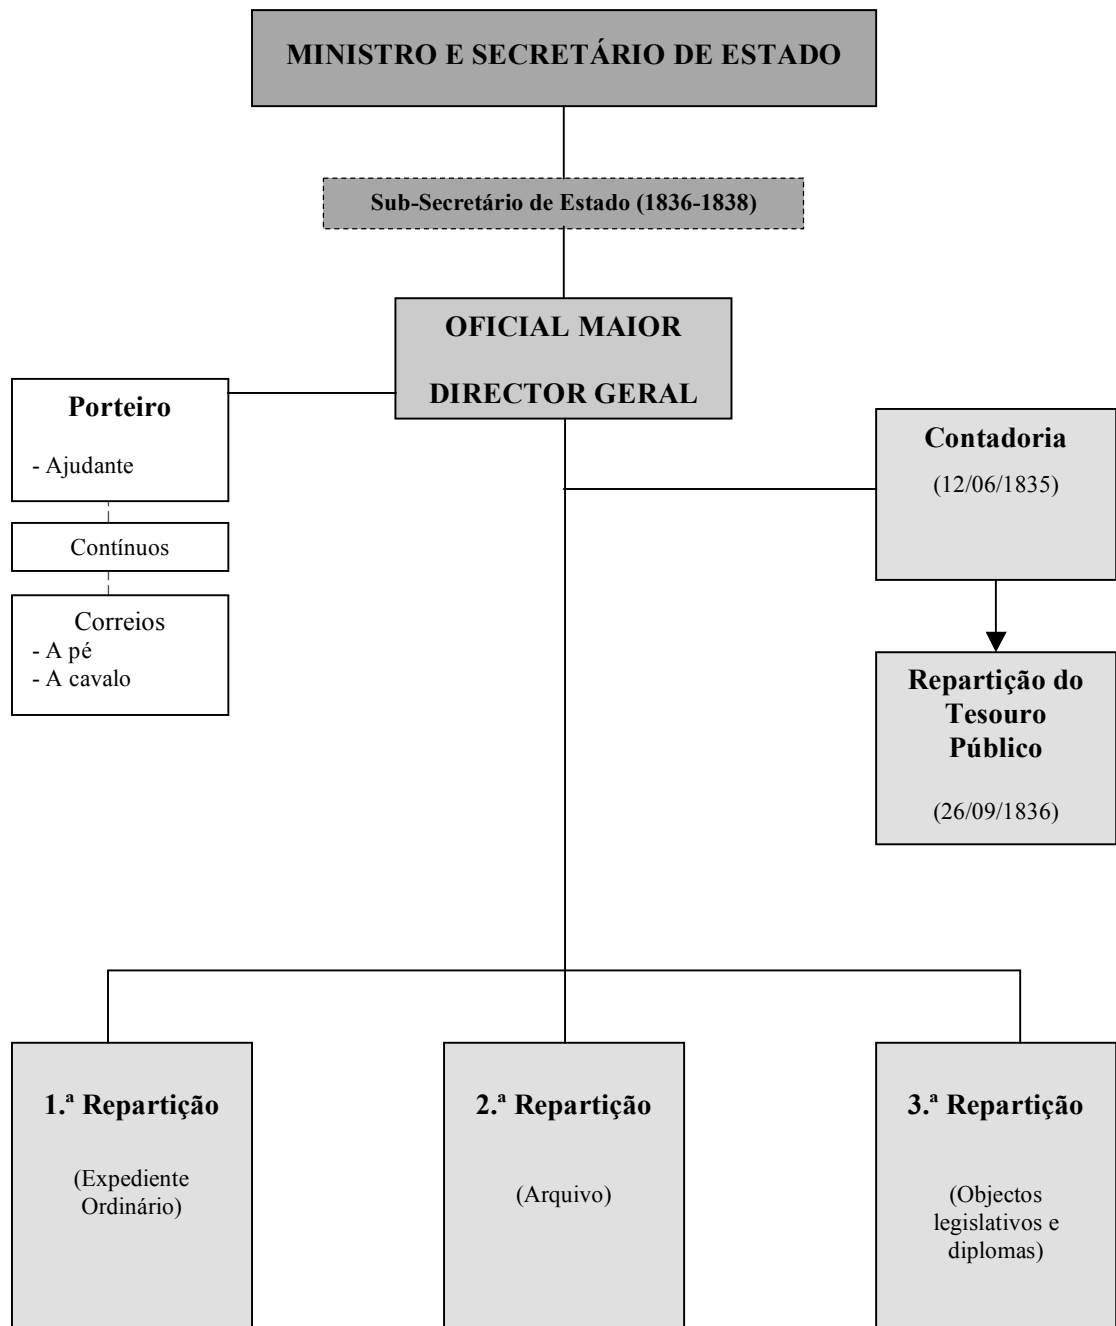 MINISTRO E SECRETÁRIO DE ESTADO
Sub-Secretário de Estado (1836-1838)
OFICIAL MAIOR
DIRECTOR GERAL
Porteiro
- Ajudante
Contínuos
Correios
- A pé
- A cavalo
Contadoria
(12/06/1835)
Repartição do
Tesouro
Público
(26/09/1836)
1.ª Repartição
(Expediente
Ordinário)
2.ª Repartição
(Arquivo)
3.ª Repartição
(Objectos
legislativos e
diplomas)